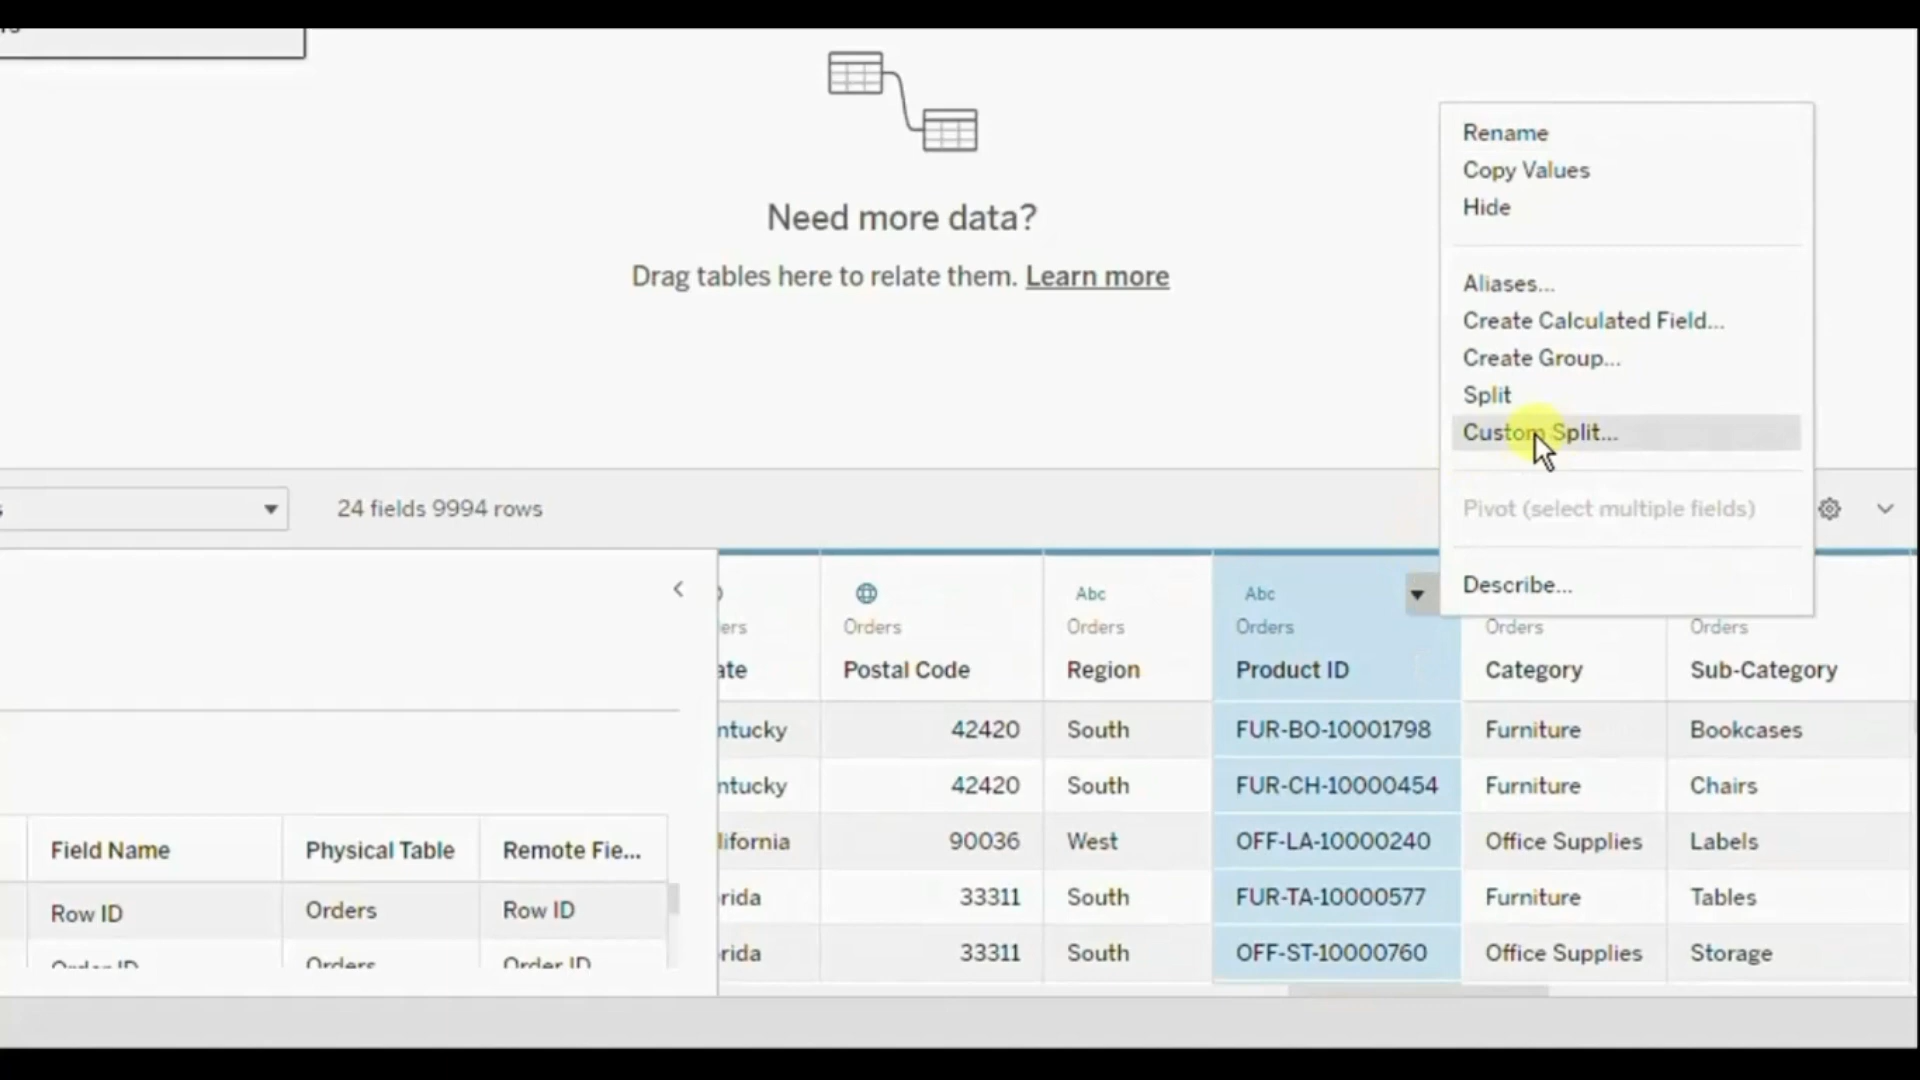 Need more data?
Drag tables here to relate them. Learn more
Rename
Copy Values
Hide
Aliases...
Create Calculated Field...
Create Group...
Split
Custom Split...
Pivot (select multiple fields)
Describe...
24 fields 9994 rows
Abc Abc
Orders Orders Orders Orders Orders
Postal Code Region Product ID Category Sub-Category
42420 South FUR-BO-10001798 Furniture Bookcases
42420 South FUR-CH-10000454 Furniture Chairs
90036 West OFF-LA-10000240 Office Supplies Labels
33311 South FUR-TA-10000577 Furniture Tables
33311 South OFF-ST-10000760 Office Supplies Storage
Field Name Physical Table Remote Fie...
Row ID Orders Row ID
Order ID Orders Order ID